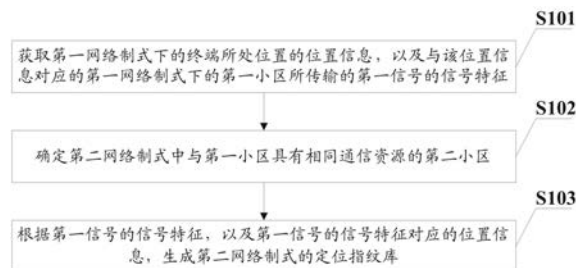 S101
获取第一网络制式下的终端所处位置的位置信息，以及与该位置信
息对应的第一网络制式下的第一小区所传输的第一信号的信号特征
S102
确定第二网络制式中与第一小区具有相同通信资源的第二小区
S103
根据第一信号的信号特征，以及第一信号的信号特征对应的位置信
息，生成第二网络制式的定位指纹库